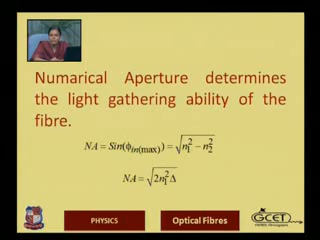 Numarical Aperture determines
the light gathering ability of the
fibre.
NA = Sin(ϕin(max)) = √n₁² − n₂²
NA = √2n₁²Δ
PHYSICS
Optical Fibres
GCET